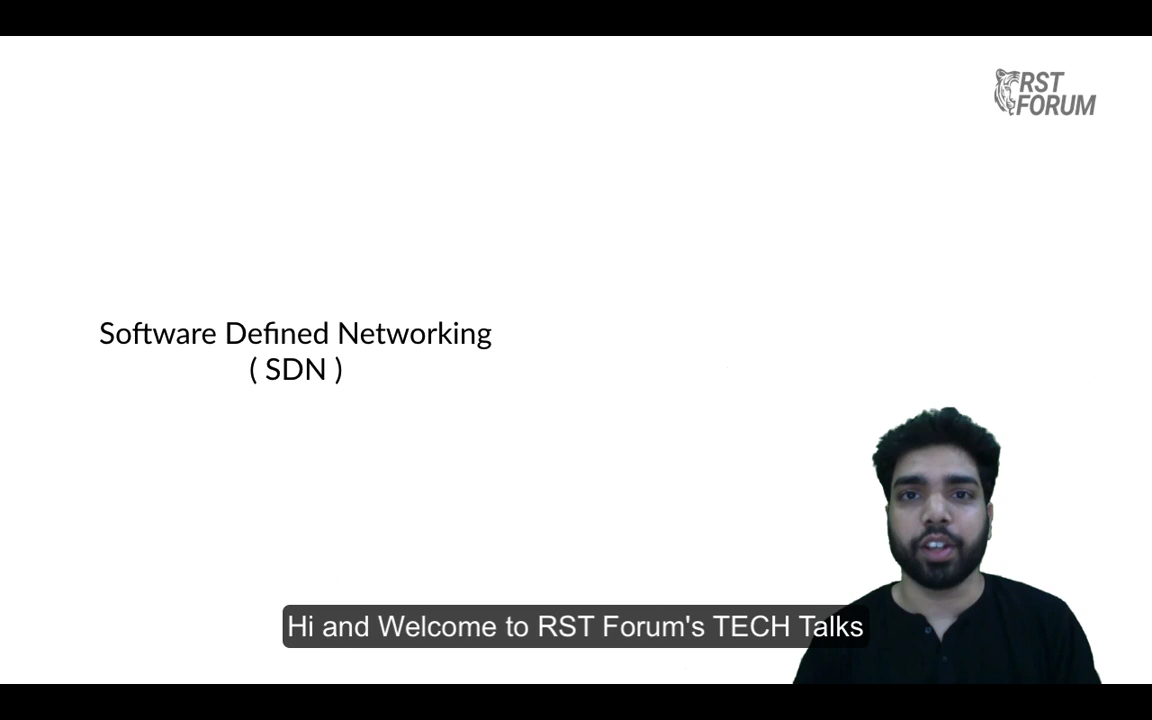 RST
FORUM
Software Defined Networking
( SDN )
Hi and Welcome to RST Forum's TECH Talks